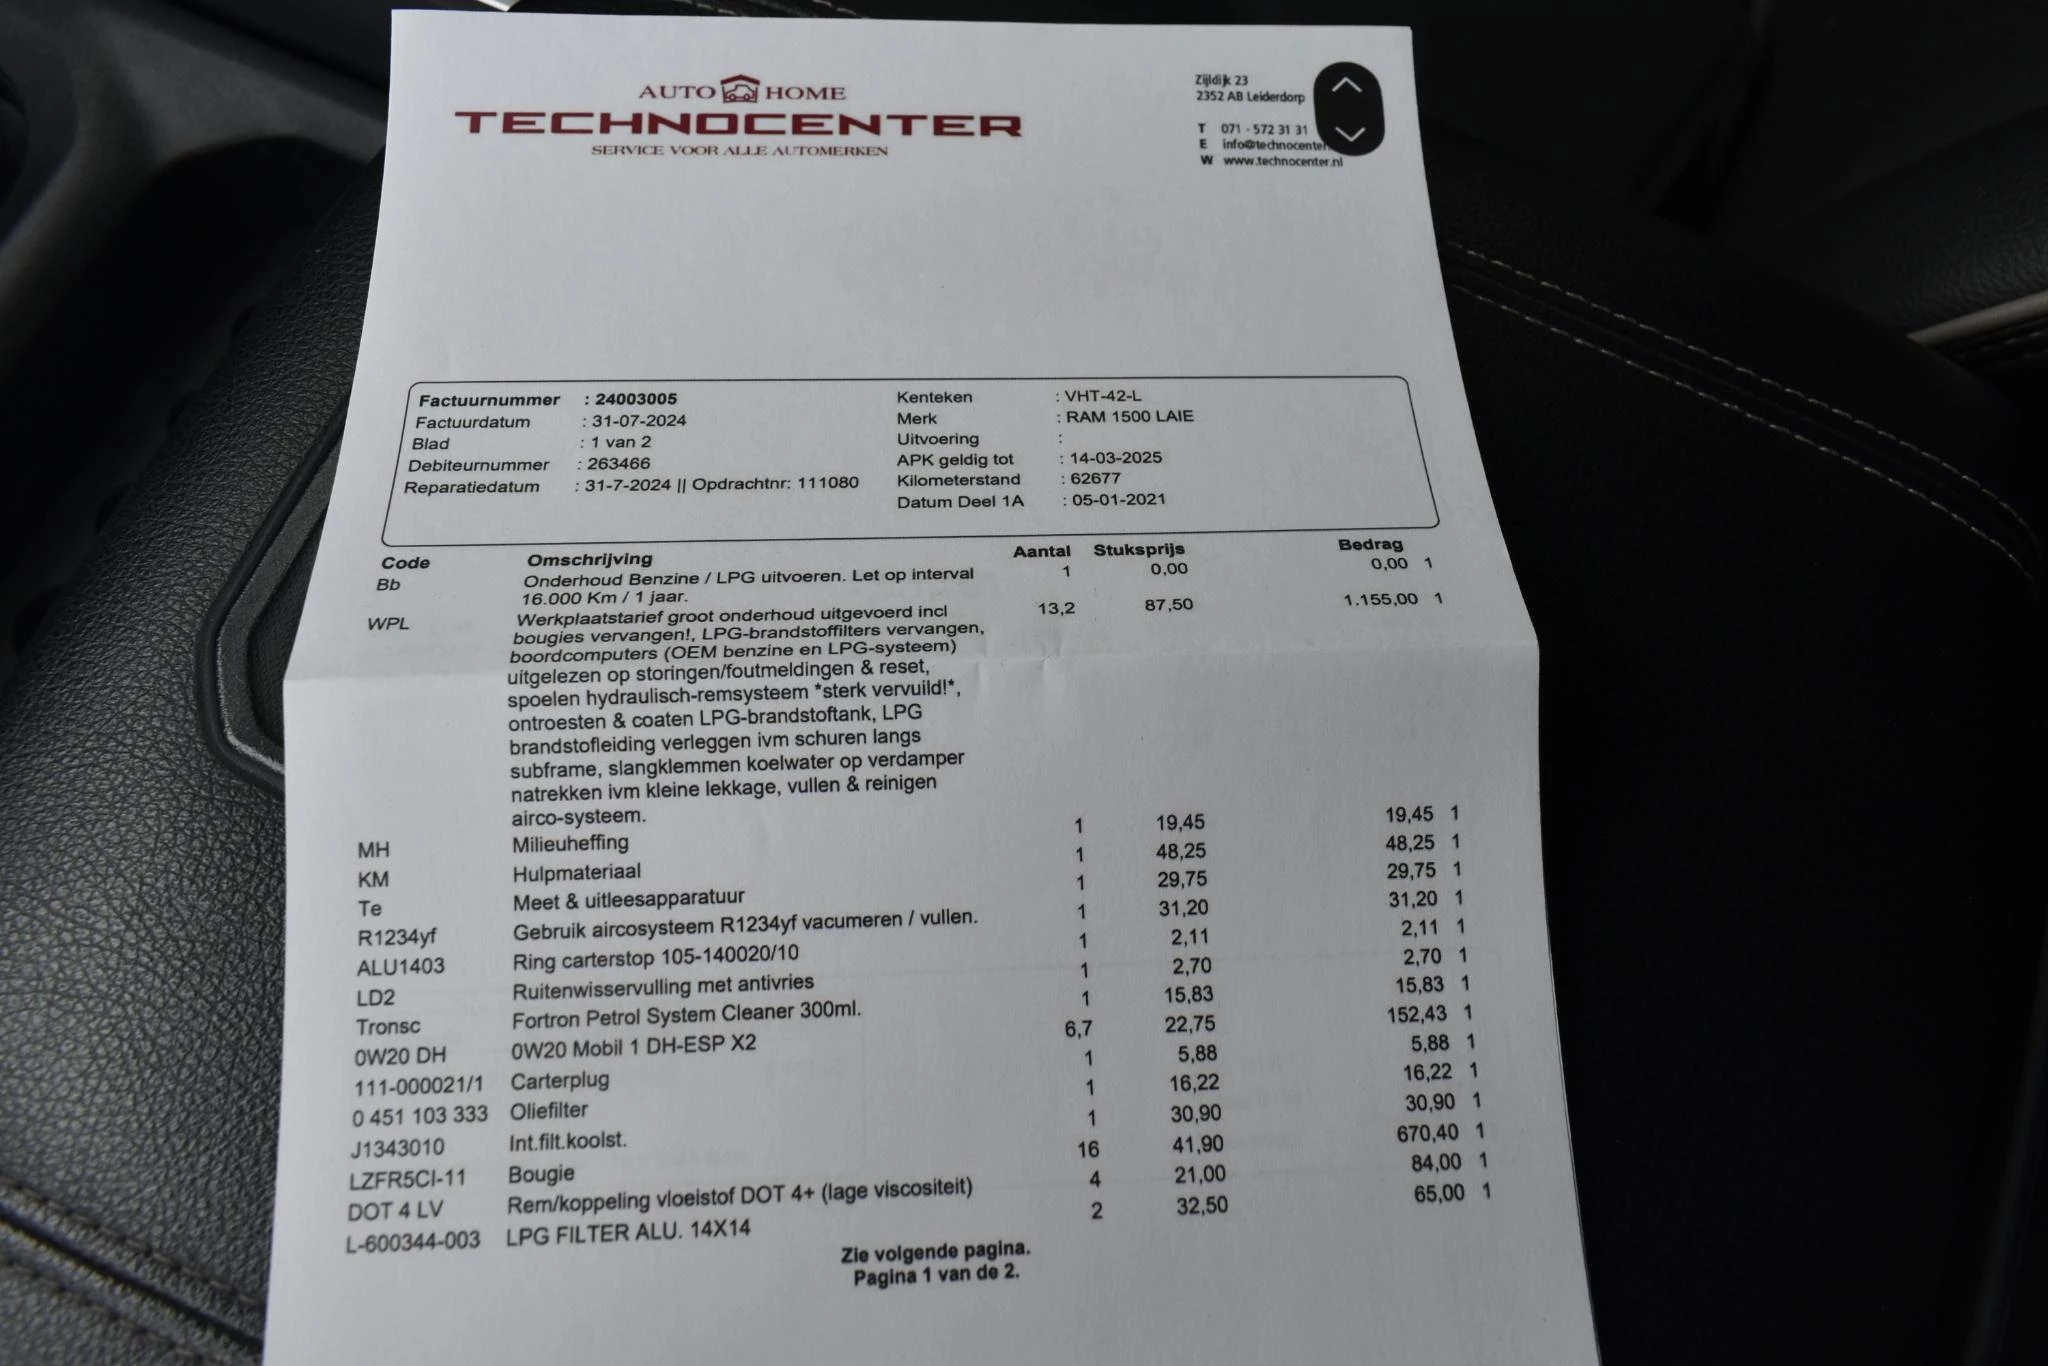 AUTO HOME
TECHNOCENTER
SERVICE VOOR ALLE AUTOMERKEN
Zijldijk 23
2352 AB Leiderdorp
T 071 - 572 31 31
E info@technocenter.
W www.technocenter.nl
Factuurnummer : 24003005
Factuurdatum : 31-07-2024
Blad : 1 van 2
Debiteurnummer : 263466
Reparatiedatum : 31-7-2024 || Opdrachtnr: 111080
Kenteken : VHT-42-L
Merk : RAM 1500 LAIE
Uitvoering :
APK geldig tot : 14-03-2025
Kilometerstand : 62677
Datum Deel 1A : 05-01-2021
Code Omschrijving Aantal Stuksprijs Bedrag
Bb Onderhoud Benzine / LPG uitvoeren. Let op interval 1 0,00 0,00 1
16.000 Km / 1 jaar.
WPL Werkplaatstarief groot onderhoud uitgevoerd incl 13,2 87,50 1.155,00 1
bougies vervangen!, LPG-brandstoffilters vervangen,
boordcomputers (OEM benzine en LPG-systeem)
uitgelezen op storingen/foutmeldingen & reset,
spoelen hydraulisch-remsysteem *sterk vervuild!*,
ontroesten & coaten LPG-brandstoftank, LPG
brandstofleiding verleggen ivm schuren langs
subframe, slangklemmen koelwater op verdamper
natrekken ivm kleine lekkage, vullen & reinigen
airco-systeem.
MH Milieuheffing 1 19,45 19,45 1
KM Hulpmateriaal 1 48,25 48,25 1
Te Meet & uitleesapparatuur 1 29,75 29,75 1
R1234yf Gebruik aircosysteem R1234yf vacumeren / vullen. 1 31,20 31,20 1
ALU1403 Ring carterstop 105-140020/10 1 2,11 2,11 1
LD2 Ruitenwisservulling met antivries 1 2,70 2,70 1
Tronsc Fortron Petrol System Cleaner 300ml. 1 15,83 15,83 1
0W20 DH 0W20 Mobil 1 DH-ESP X2 6,7 22,75 152,43 1
111-000021/1 Carterplug 1 5,88 5,88 1
0 451 103 333 Oliefilter 1 16,22 16,22 1
J1343010 Int.filt.koolst. 1 30,90 30,90 1
LZFR5CI-11 Bougie 16 41,90 670,40 1
DOT 4 LV Rem/koppeling vloeistof DOT 4+ (lage viscositeit) 4 21,00 84,00 1
L-600344-003 LPG FILTER ALU. 14X14 2 32,50 65,00 1
Zie volgende pagina.
Pagina 1 van de 2.